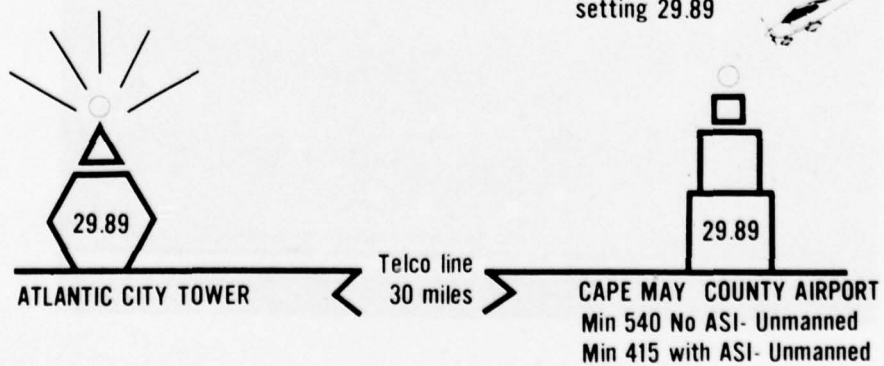 setting 29.89
29.89
29.89
Telco line
30 miles
ATLANTIC CITY TOWER
CAPE MAY COUNTY AIRPORT
Min 540 No ASI- Unmanned
Min 415 with ASI- Unmanned